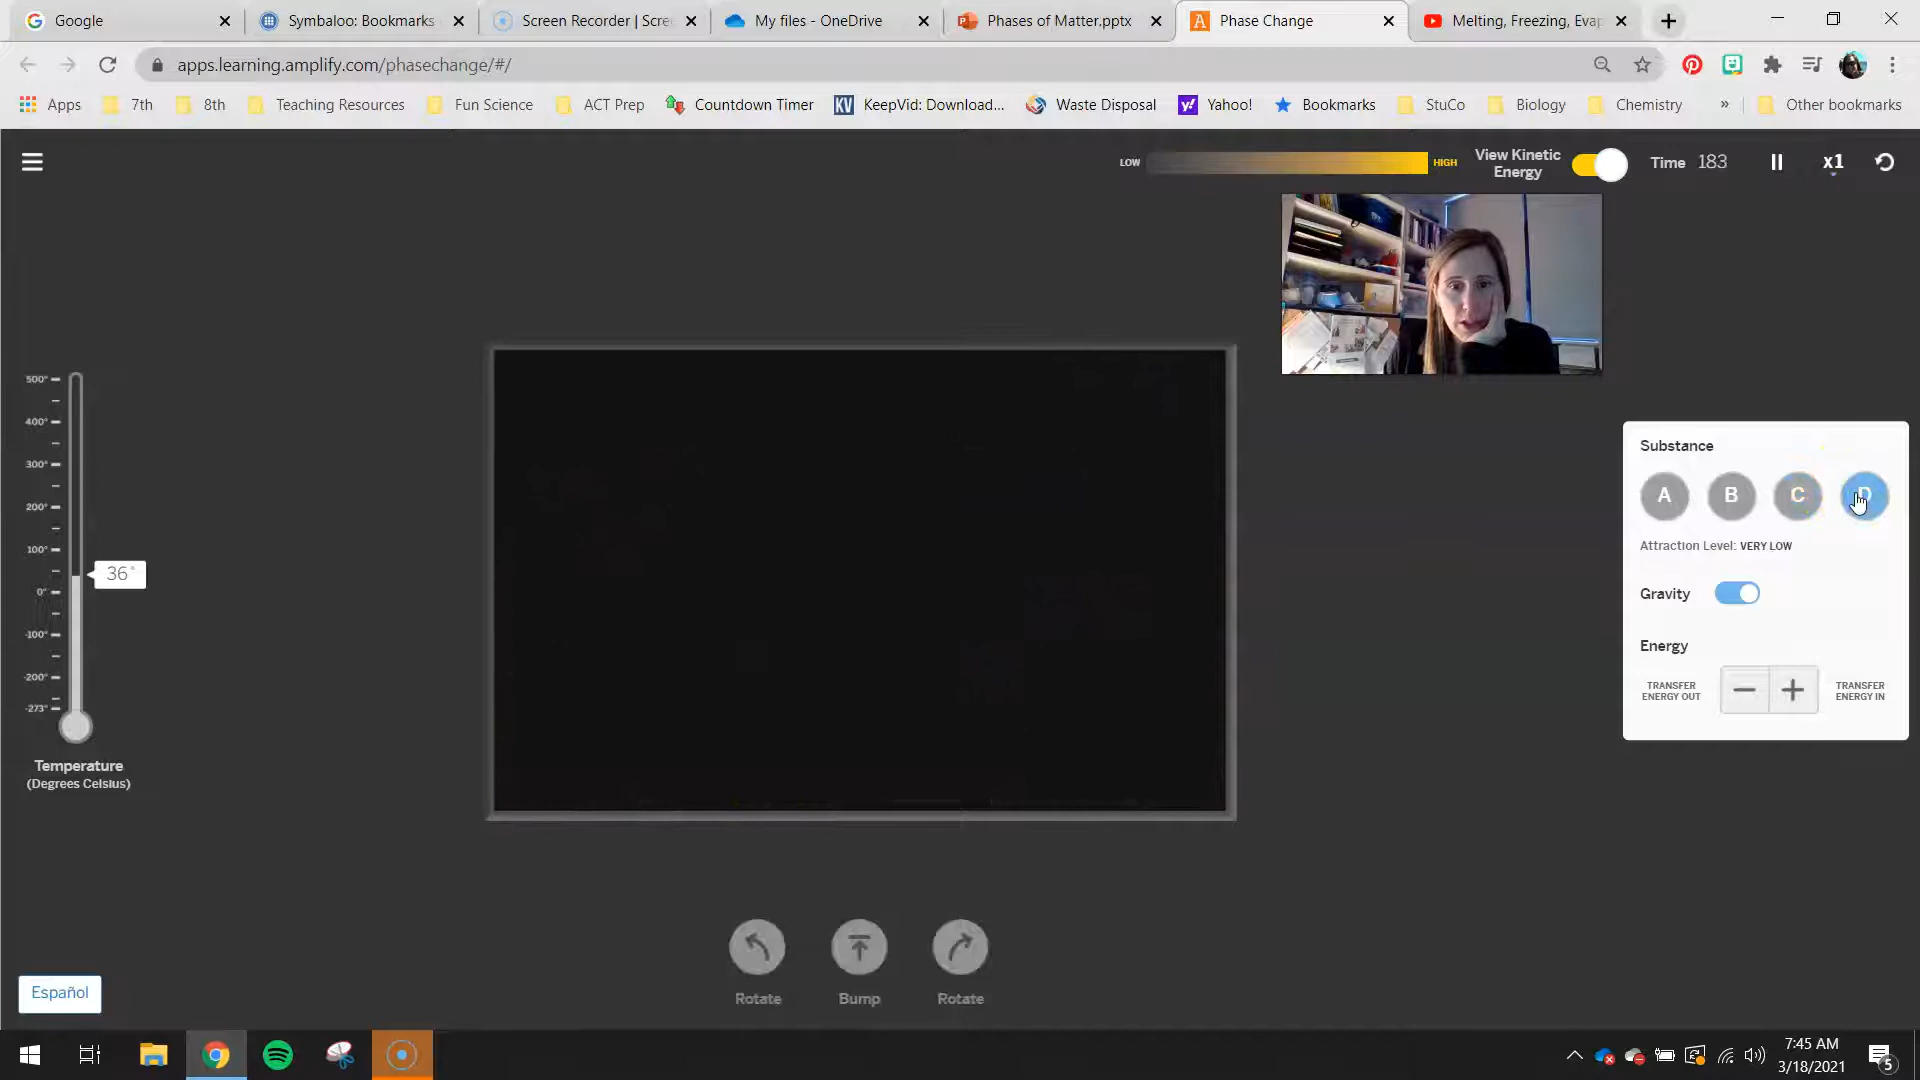 Google
Symbaloo: Bookmarks
Screen Recorder | Scre
My files - OneDrive
Phases of Matter.pptx
Phase Change
Melting, Freezing, Evap
apps.learning.amplify.com/phasechange/#/
Apps
7th
8th
Teaching Resources
Fun Science
ACT Prep
Countdown Timer
KV
KeepVid: Download...
Waste Disposal
Yahoo!
Bookmarks
StuCo
Biology
Chemistry
»
Other bookmarks
LOW
HIGH
View Kinetic
Energy
Time 183
x1
500°
400°
300°
200°
100°
0°
-100°
-200°
-273°
36°
Temperature
(Degrees Celsius)
Substance
A B C D
Attraction Level: VERY LOW
Gravity
Energy
TRANSFER
ENERGY OUT
TRANSFER
ENERGY IN
Rotate
Bump
Rotate
Español
7:45 AM
3/18/2021
5